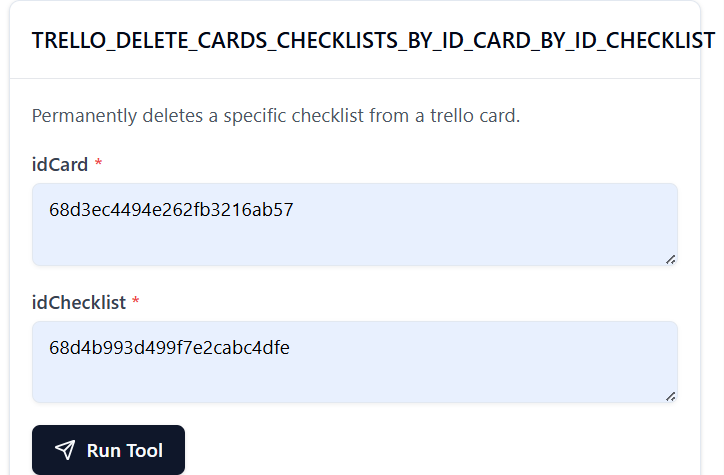 TRELLO_DELETE_CARDS_CHECKLISTS_BY_ID_CARD_BY_ID_CHECKLIST
Permanently deletes a specific checklist from a trello card.
idCard *
68d3ec4494e262fb3216ab57
idChecklist *
68d4b993d499f7e2cabc4dfe
Run Tool